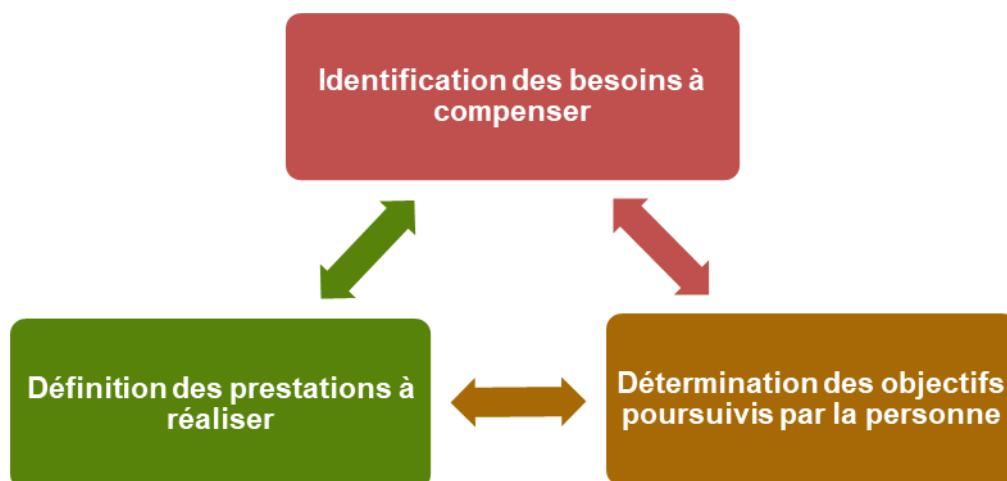 Identification des besoins à
compenser
Définition des prestations à
réaliser
Détermination des objectifs
poursuivis par la personne